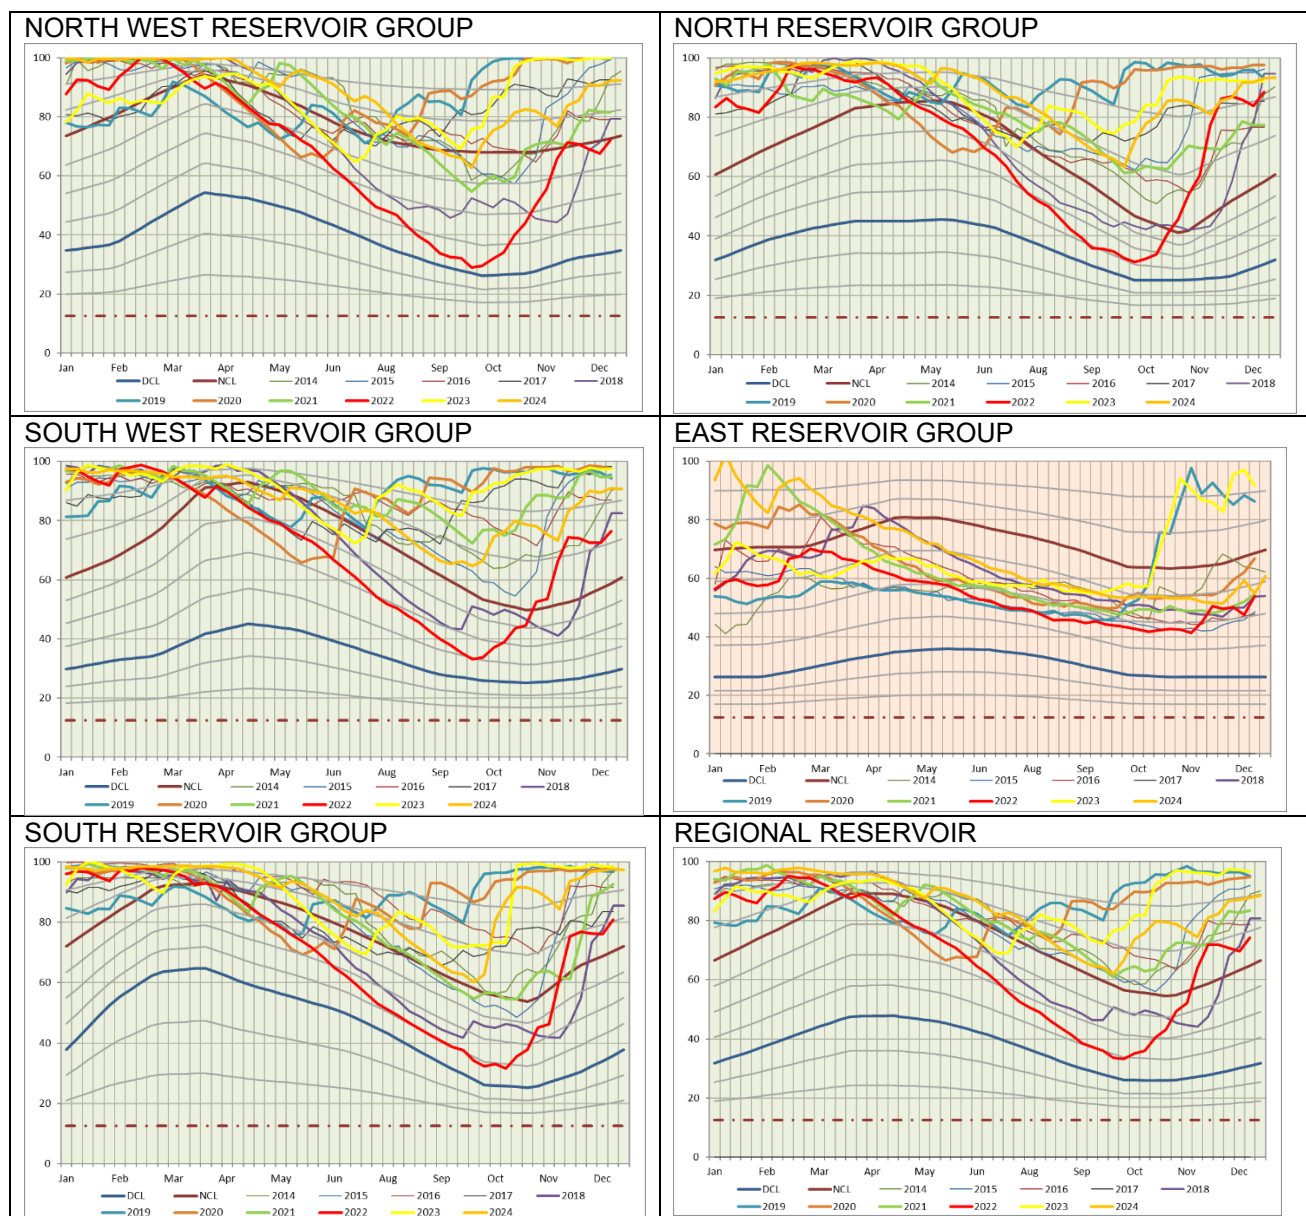 NORTH WEST RESERVOIR GROUP
100
80
60
40
20
0
Jan Feb Mar Apr May Jun Jul Aug Sep Oct Nov Dec
DCL NCL 2014 2015 2016 2017 2018
2019 2020 2021 2022 2023 2024
NORTH RESERVOIR GROUP
100
80
60
40
20
0
Jan Feb Mar Apr May Jun Jul Aug Sep Oct Nov Dec
DCL NCL 2014 2015 2016 2017 2018
2019 2020 2021 2022 2023 2024
SOUTH WEST RESERVOIR GROUP
100
80
60
40
20
0
Jan Feb Mar Apr May Jun Aug Sep Oct Nov Dec
DCL NCL 2014 2015 2016 2017 2018
2019 2020 2021 2022 2023 2024
EAST RESERVOIR GROUP
100
80
60
40
20
0
Jan Feb Mar Apr May Jun Aug Sep Oct Nov Dec
DCL NCL 2014 2015 2016 2017 2018
2019 2020 2021 2022 2023 2024
SOUTH RESERVOIR GROUP
100
80
60
40
20
0
Jan Feb Mar Apr May Jun Aug Sep Oct Nov Dec
DCL NCL 2014 2015 2016 2017 2018
2019 2020 2021 2022 2023 2024
REGIONAL RESERVOIR
100
80
60
40
20
0
Jan Feb Mar Apr May Jun Aug Sep Oct Nov Dec
DCL NCL 2014 2015 2016 2017 2018
2019 2020 2021 2022 2023 2024